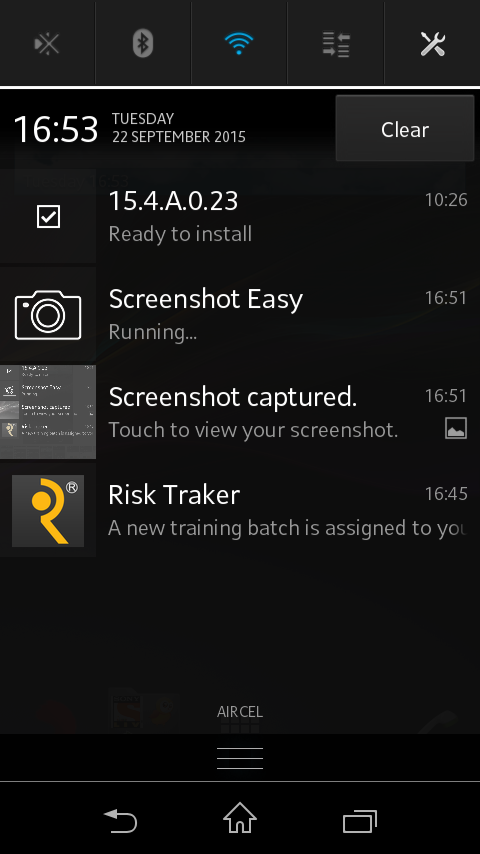 16:53
TUESDAY
22 SEPTEMBER 2015
Clear
15.4.A.0.23
10:26
Ready to install
Screenshot Easy
16:51
Running...
Screenshot captured.
16:51
Touch to view your screenshot.
Risk Traker
16:45
A new training batch is assigned to you
AIRCEL